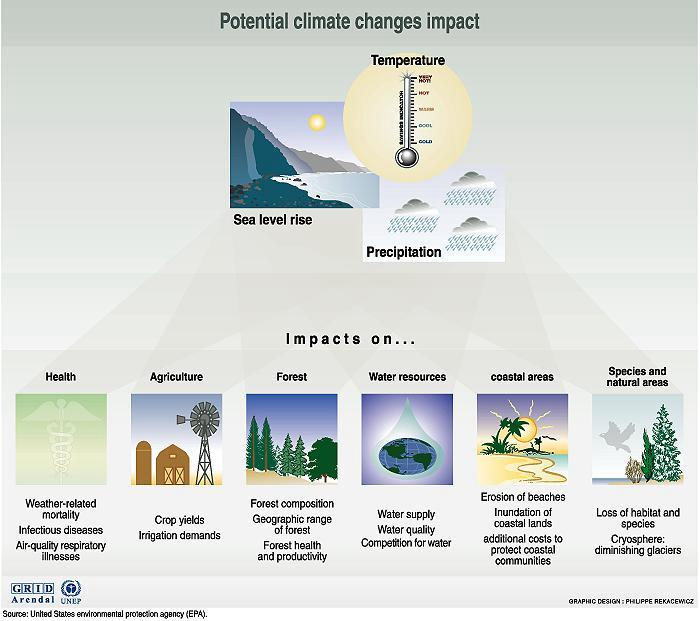 Potential climate changes impact
Temperature
VERY HOT!
HOT
WARM
COOL
COLD
Sea level rise
Precipitation
Impacts on...
Health
Agriculture
Forest
Water resources
coastal areas
Species and
natural areas
Weather-related
mortality
Infectious diseases
Air-quality respiratory
illnesses
Crop yields
Irrigation demands
Forest composition
Geographic range
of forest
Forest health
and productivity
Water supply
Water quality
Competition for water
Erosion of beaches
Inundation of
coastal lands
additional costs to
protect coastal
communities
Loss of habitat and
species
Cryosphere:
diminishing glaciers
GRID
Arendal
UNEP
GRAPHIC DESIGN : PHILIPPE REKACEWICZ
Source: United States environmental protection agency (EPA).